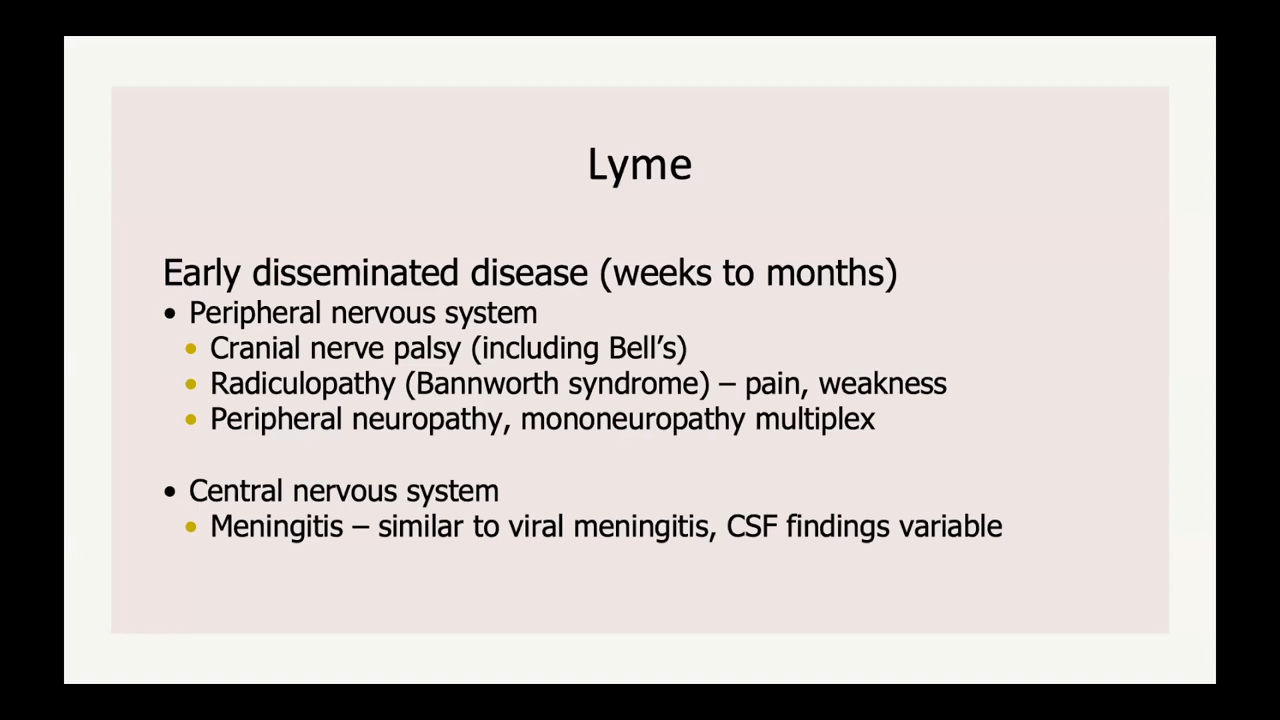 Lyme
Early disseminated disease (weeks to months)
• Peripheral nervous system
• Cranial nerve palsy (including Bell’s)
• Radiculopathy (Bannworth syndrome) – pain, weakness
• Peripheral neuropathy, mononeuropathy multiplex
• Central nervous system
• Meningitis – similar to viral meningitis, CSF findings variable